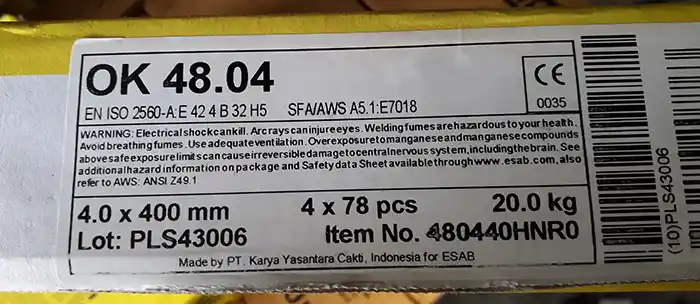 OK 48.04
CE
0035
EN ISO 2560-A:E 42 4 B 32 H5 SFA/AWS A5.1:E7018
WARNING: Electrical shock can kill. Arc rays can injure eyes. Welding fumes are hazardous to your health.
Avoid breathing fumes. Use adequate ventilation. Overexposure to manganese and manganese compounds
above safe exposure limits can cause irreversible damage to central nervous system, including the brain. See
additional hazard information on package and Safety data Sheet available through www.esab.com, also
refer to AWS: ANSI Z49.1
4.0 x 400 mm 4 x 78 pcs 20.0 kg
Lot: PLS43006 Item No. 480440HNR0
Made by PT. Karya Yasantara Cakti, Indonesia for ESAB
(10)PLS43006